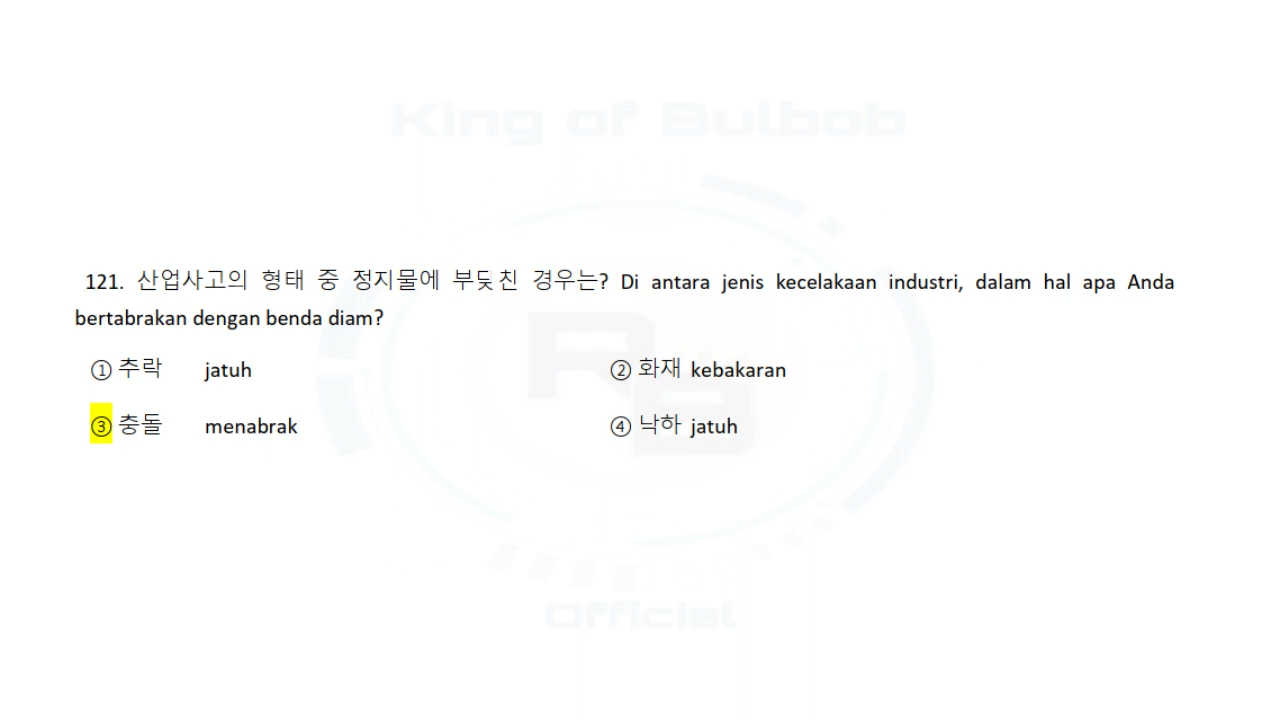 King of Bulbob
121. 산업사고의 형태 중 정지물에 부딪친 경우는? Di antara jenis kecelakaan industri, dalam hal apa Anda
bertabrakan dengan benda diam?
① 추락 jatuh ② 화재 kebakaran
③ 충돌 menabrak ④ 낙하 jatuh
RB
Official